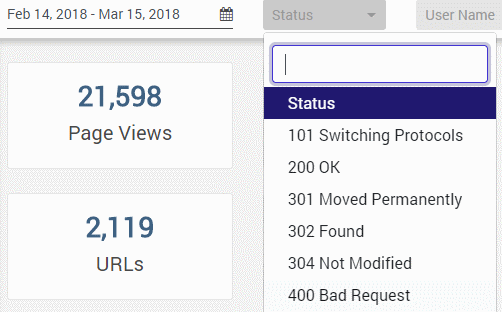 Feb 14, 2018 - Mar 15, 2018
Status
User Name
21,598
Page Views
2,119
URLs
Status
101 Switching Protocols
200 OK
301 Moved Permanently
302 Found
304 Not Modified
400 Bad Request